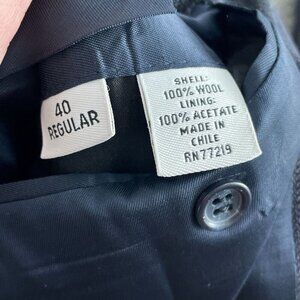 40
REGULAR
SHELL:
100% WOOL
LINING:
100% ACETATE
MADE IN
CHILE
RN77219